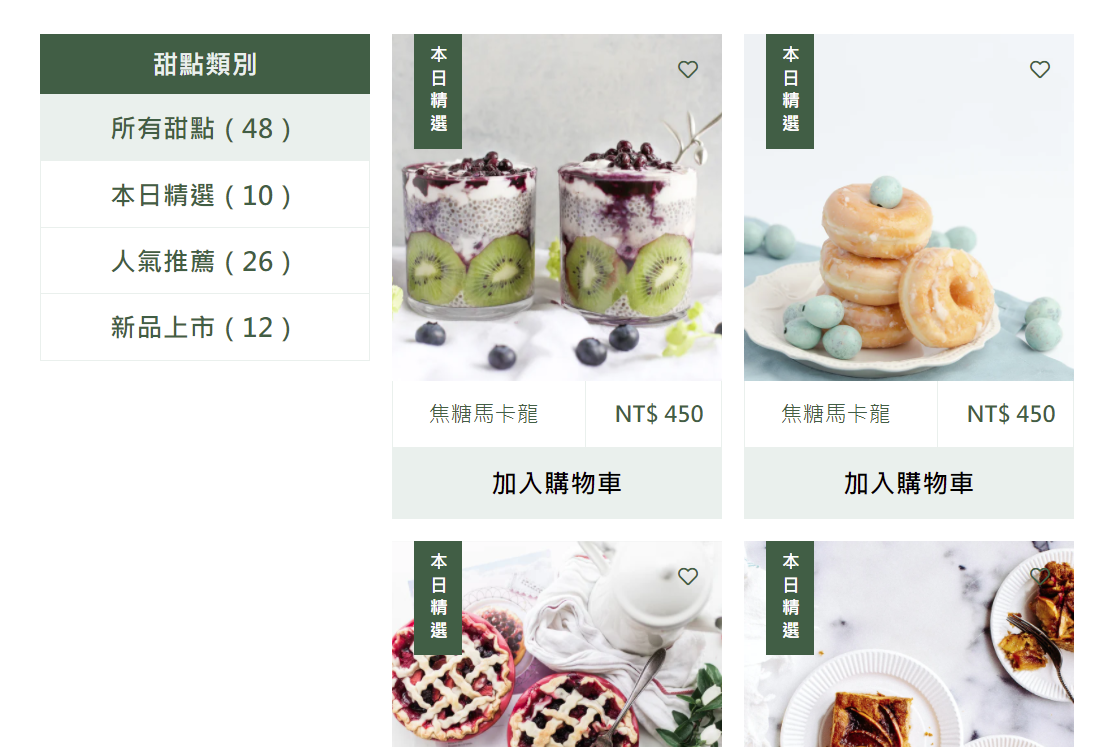 甜點類別
所有甜點 ( 48 )
本日精選 ( 10 )
人氣推薦 ( 26 )
新品上市 ( 12 )
本日精選
焦糖馬卡龍
NT$ 450
加入購物車
本日精選
焦糖馬卡龍
NT$ 450
加入購物車
本日精選
本日精選